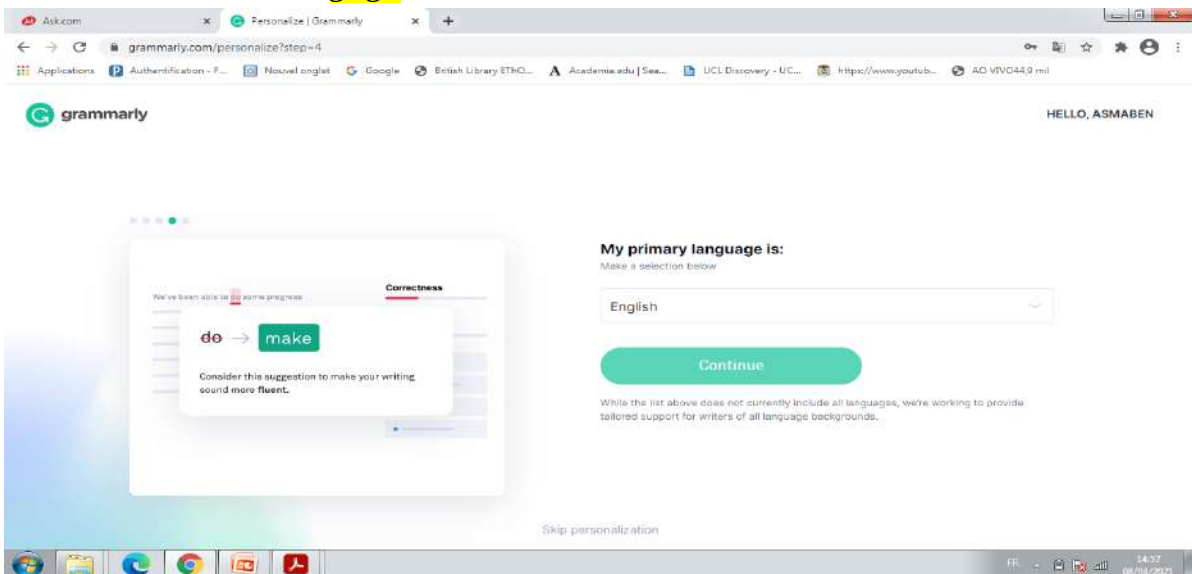 Ask.com
Personalize | Grammarly
grammarly.com/personalize?step=4
Applications
Authentification - F...
Nouvel onglet
Google
British Library EThO...
Academia.edu | Sea...
UCL Discovery - UC...
https://www.youtub...
AO VIVO44,9 mil
grammarly
HELLO, ASMABEN
My primary language is:
Make a selection below
English
Continue
While the list above does not currently include all languages, we're working to provide
tailored support for writers of all language backgrounds.
We've been able to do some progress
Correctness
do → make
Consider this suggestion to make your writing
sound more fluent.
Skip personalization
FR
14:57
08/04/2021